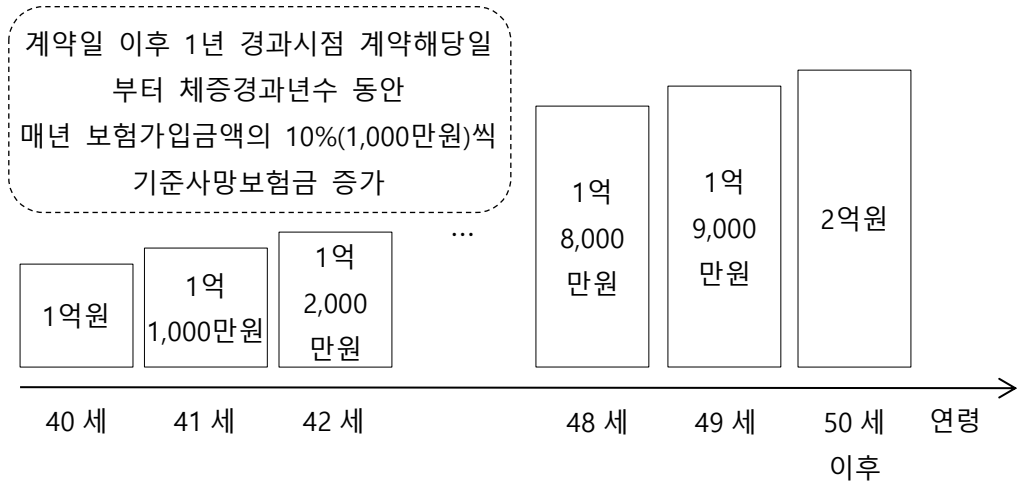 계약일 이후 1년 경과시점 계약해당일
부터 체증경과년수 동안
매년 보험가입금액의 10%(1,000만원)씩
기준사망보험금 증가
1억원
1억
1,000만원
1억
2,000
만원
...
1억
8,000
만원
1억
9,000
만원
2억원
40 세
41 세
42 세
48 세
49 세
50 세
이후
연령